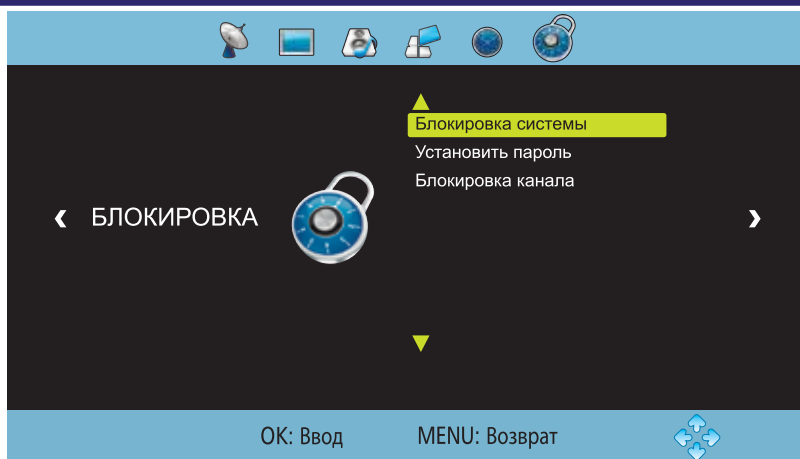 Блокировка системы
Установить пароль
Блокировка канала
БЛОКИРОВКА
OK: Ввод MENU: Возврат